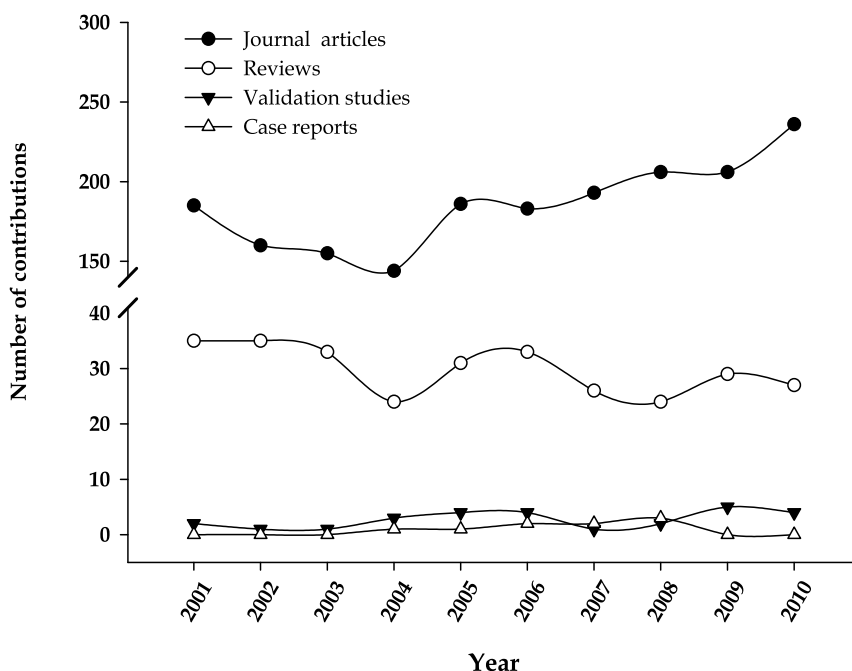 300
250
200
150
40
30
20
10
0
Number of contributions
Journal articles
Reviews
Validation studies
Case reports
2001 2002 2003 2004 2005 2006 2007 2008 2009 2010
Year